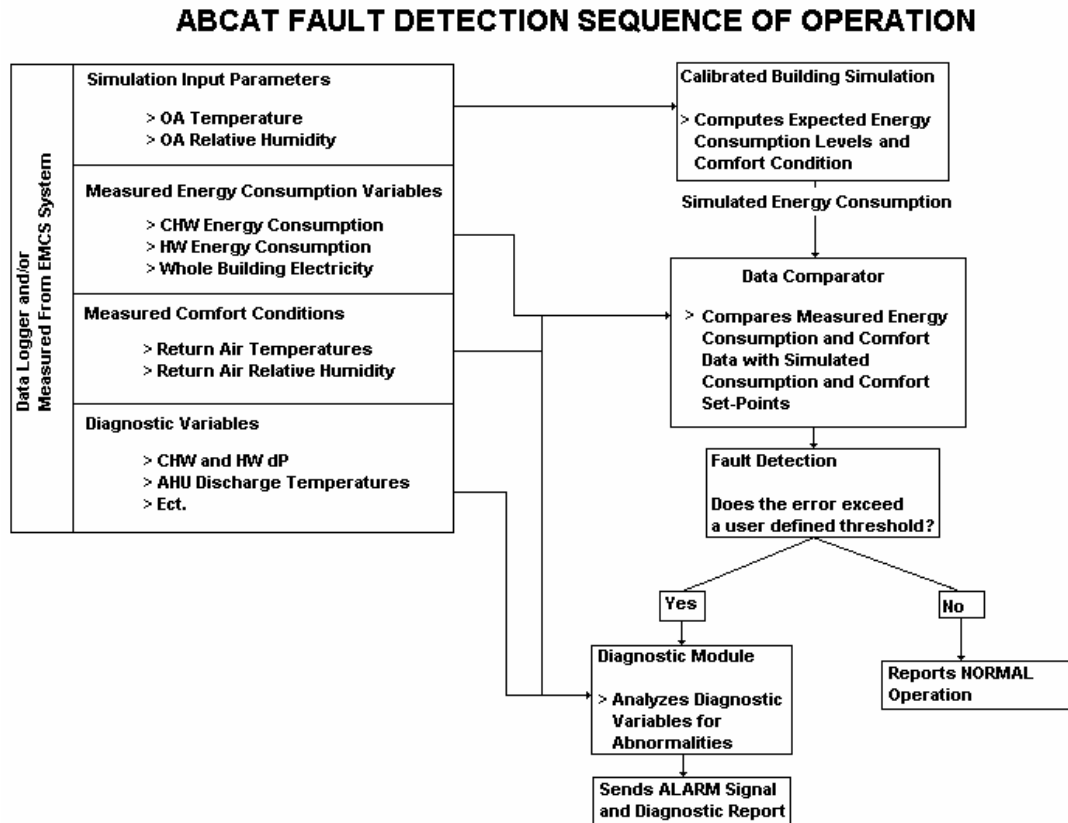 ABCAT FAULT DETECTION SEQUENCE OF OPERATION
Data Logger and/or
Measured From EMCS System
Simulation Input Parameters
> OA Temperature
> OA Relative Humidity
Measured Energy Consumption Variables
> CHW Energy Consumption
> HW Energy Consumption
> Whole Building Electricity
Measured Comfort Conditions
> Return Air Temperatures
> Return Air Relative Humidity
Diagnostic Variables
> CHW and HW dP
> AHU Discharge Temperatures
> Ect.
Calibrated Building Simulation
> Computes Expected Energy
Consumption Levels and
Comfort Condition
Simulated Energy Consumption
Data Comparator
> Compares Measured Energy
Consumption and Comfort
Data with Simulated
Consumption and Comfort
Set-Points
Fault Detection
Does the error exceed
a user defined threshold?
Yes
No
Diagnostic Module
> Analyzes Diagnostic
Variables for
Abnormalities
Reports NORMAL
Operation
Sends ALARM Signal
and Diagnostic Report